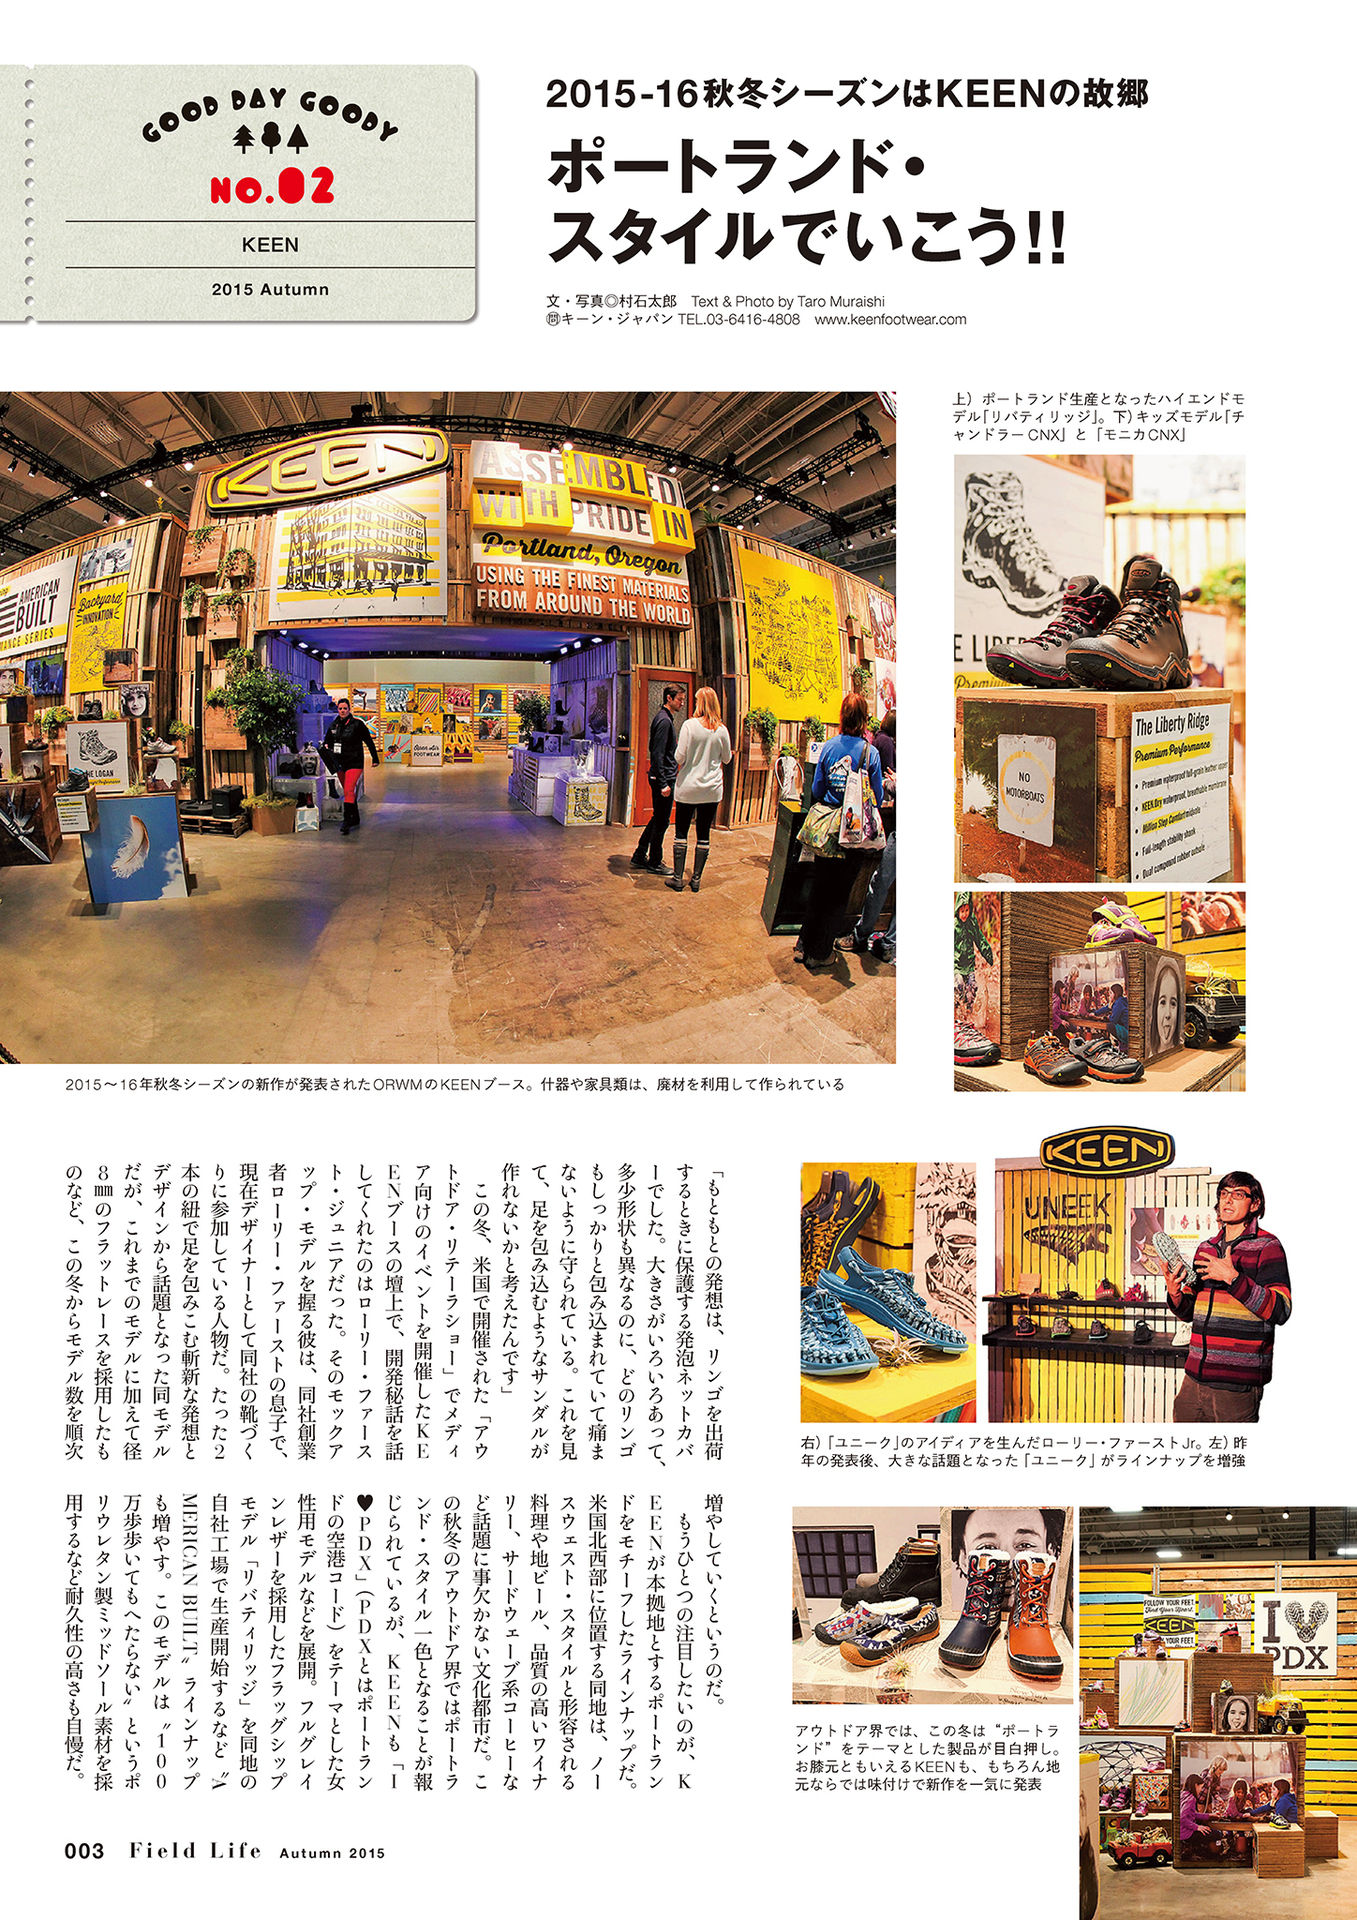 GOOD DAY GOODY
NO.02
KEEN
2015 Autumn
2015-16秋冬シーズンはKEENの故郷
ポートランド・
スタイルでいこう!!
文・写真◎村石太郎　Text & Photo by Taro Muraishi
㉄キーン・ジャパン TEL.03-6416-4808　www.keenfootwear.com
KEEN
ASSEMBLED
WITH PRIDE IN
Portland, Oregon
USING THE FINEST MATERIALS
FROM AROUND THE WORLD
AMERICAN
BUILT
MANCE SERIES
Backyard
INNOVATION
THE LOGAN
FOOTWEAR
2015〜16年秋冬シーズンの新作が発表されたORWMのKEENブース。什器や家具類は、廃材を利用して作られている
上）ポートランド生産となったハイエンドモ
デル「リバティリッジ」。下）キッズモデル「チ
ャンドラー CNX」と「モニカCNX」
E LIBER
Premium
The Liberty Ridge
Premium Performance
• Premium waterproof full-grain leather upper
• KEEN.Dry waterproof, breathable membrane
• Million Step Comfort midsole
• Full-length stability shank
• Dual compound rubber outsole
NO
MOTORBOATS
KEEN
UNEEK
右）「ユニーク」のアイディアを生んだローリー・ファーストJr。左）昨
年の発表後、大きな話題となった「ユニーク」がラインナップを増強
「もともとの発想は、リンゴを出荷
するときに保護する発泡ネットカバ
ーでした。大きさがいろいろあって、
多少形状も異なるのに、どのリンゴ
もしっかりと包み込まれていて痛ま
ないように守られている。これを見
て、足を包み込むようなサンダルが
作れないかと考えたんです」
　この冬、米国で開催された「アウ
トドア・リテーラショー」でメディ
ア向けのイベントを開催したKE
ENブースの壇上で、開発秘話を話
してくれたのはローリー・ファース
ト・ジュニアだった。そのモックア
ップ・モデルを握る彼は、同社創業
者ローリー・ファーストの息子で、
現在デザイナーとして同社の靴づく
りに参加している人物だ。たった2
本の紐で足を包みこむ斬新な発想と
デザインから話題となった同モデル
だが、これまでのモデルに加えて径
8㎜のフラットレースを採用したも
のなど、この冬からモデル数を順次
増やしていくというのだ。
　もうひとつの注目したいのが、K
EENが本拠地とするポートラン
ドをモチーフしたラインナップだ。
米国北西部に位置する同地は、ノー
スウェスト・スタイルと形容される
料理や地ビール、品質の高いワイナ
リー、サードウェーブ系コーヒーな
ど話題に事欠かない文化都市だ。こ
の秋冬のアウトドア界ではポートラ
ンド・スタイル一色となることが報
じられているが、KEENも「I
♥PDX」（PDXとはポートラン
ドの空港コード）をテーマとした女
性用モデルなどを展開。フルグレイ
ンレザーを採用したフラッグシップ
モデル「リバティリッジ」を同地の
自社工場で生産開始するなど〝A
MERICAN BUILT〟ラインナップ
も増やす。このモデルは〝100
万歩歩いてもへたらない〟というポ
リウレタン製ミッドソール素材を採
用するなど耐久性の高さも自慢だ。
FOLLOW YOUR FEET.
KEEN
YOUR FEET.
I
PDX
アウトドア界では、この冬は“ポートラ
ンド”をテーマとした製品が目白押し。
お膝元ともいえるKEENも、もちろん地
元ならでは味付けで新作を一気に発表
003 Field Life Autumn 2015